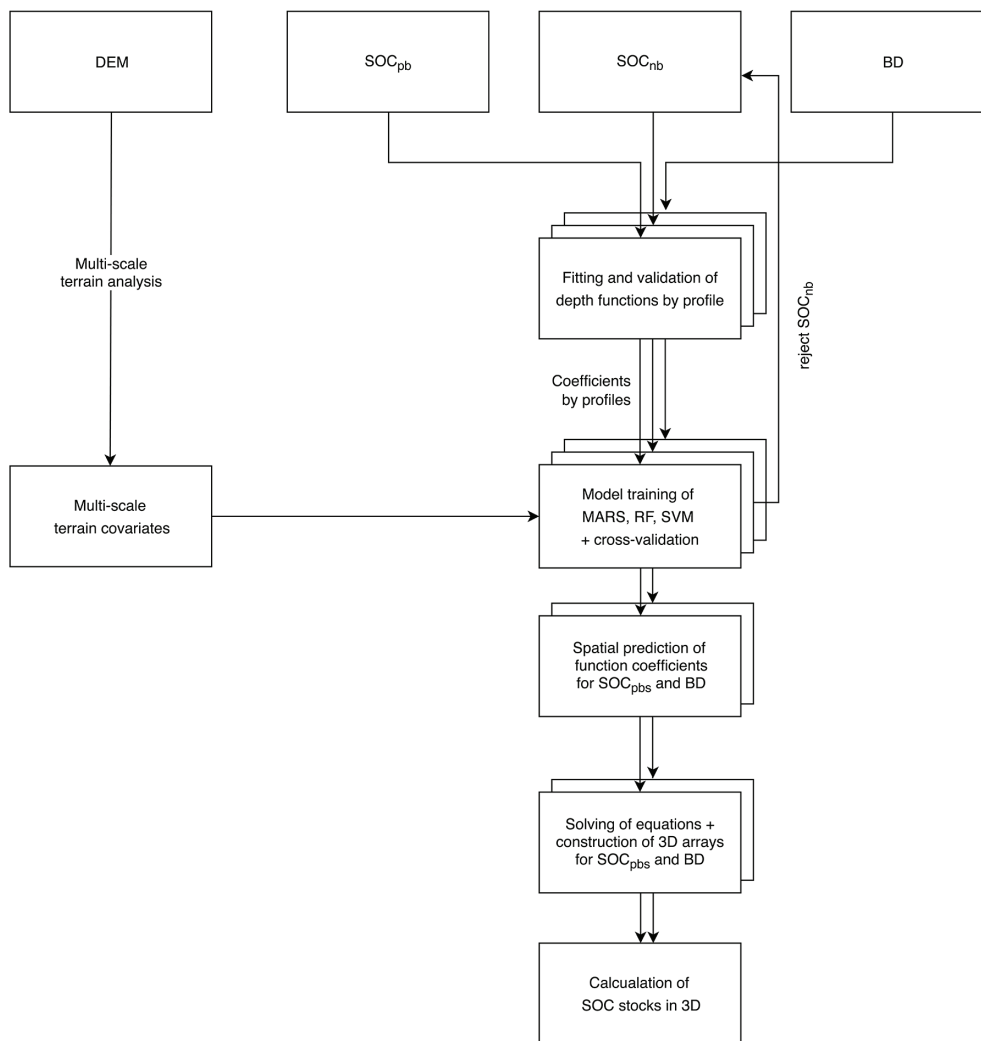 DEM
SOCpb
SOCnb
BD
Multi-scale
terrain analysis
Fitting and validation of
depth functions by profile
reject SOCnb
Coefficients
by profiles
Multi-scale
terrain covariates
Model training of
MARS, RF, SVM
+ cross-validation
Spatial prediction of
function coefficients
for SOCpbs and BD
Solving of equations +
construction of 3D arrays
for SOCpbs and BD
Calcualation of
SOC stocks in 3D